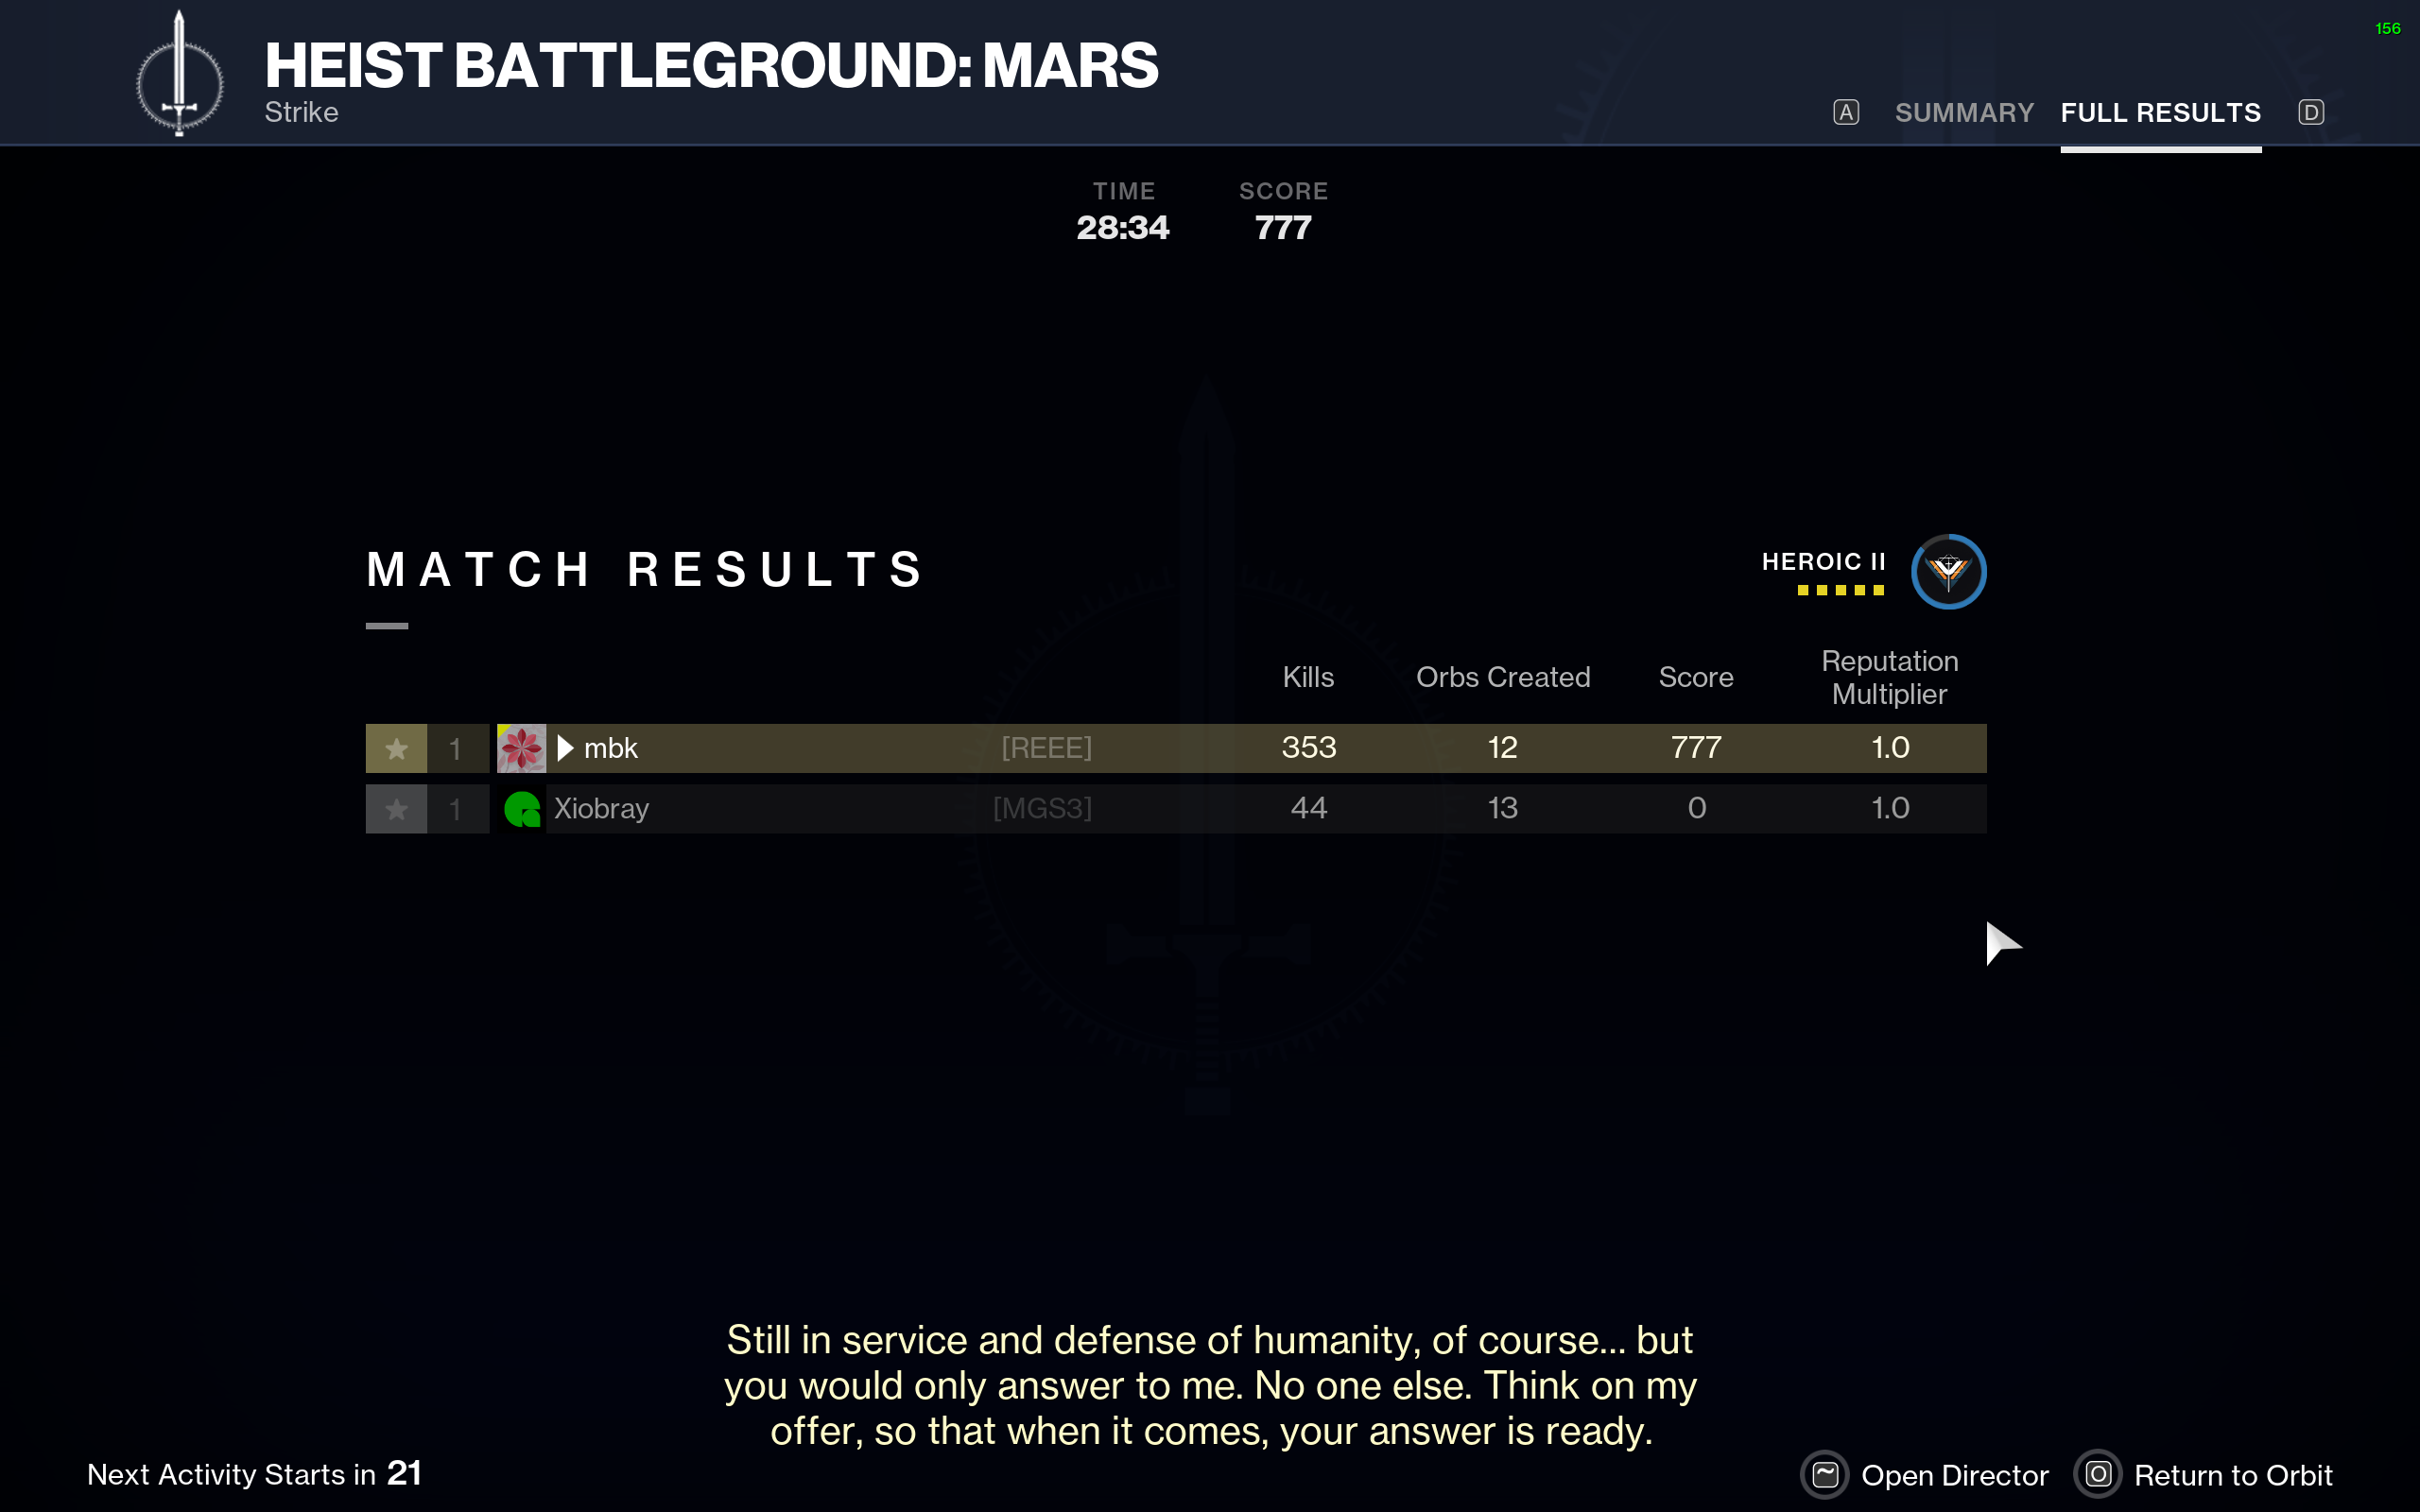 156
HEIST BATTLEGROUND: MARS
Strike
A SUMMARY FULL RESULTS D
TIME SCORE
28:34 777
MATCH RESULTS
HEROIC II
Kills Orbs Created Score Reputation Multiplier
1 mbk [REEE] 353 12 777 1.0
1 Xiobray [MGS3] 44 13 0 1.0
Still in service and defense of humanity, of course... but
you would only answer to me. No one else. Think on my
offer, so that when it comes, your answer is ready.
Next Activity Starts in 21
~ Open Director O Return to Orbit